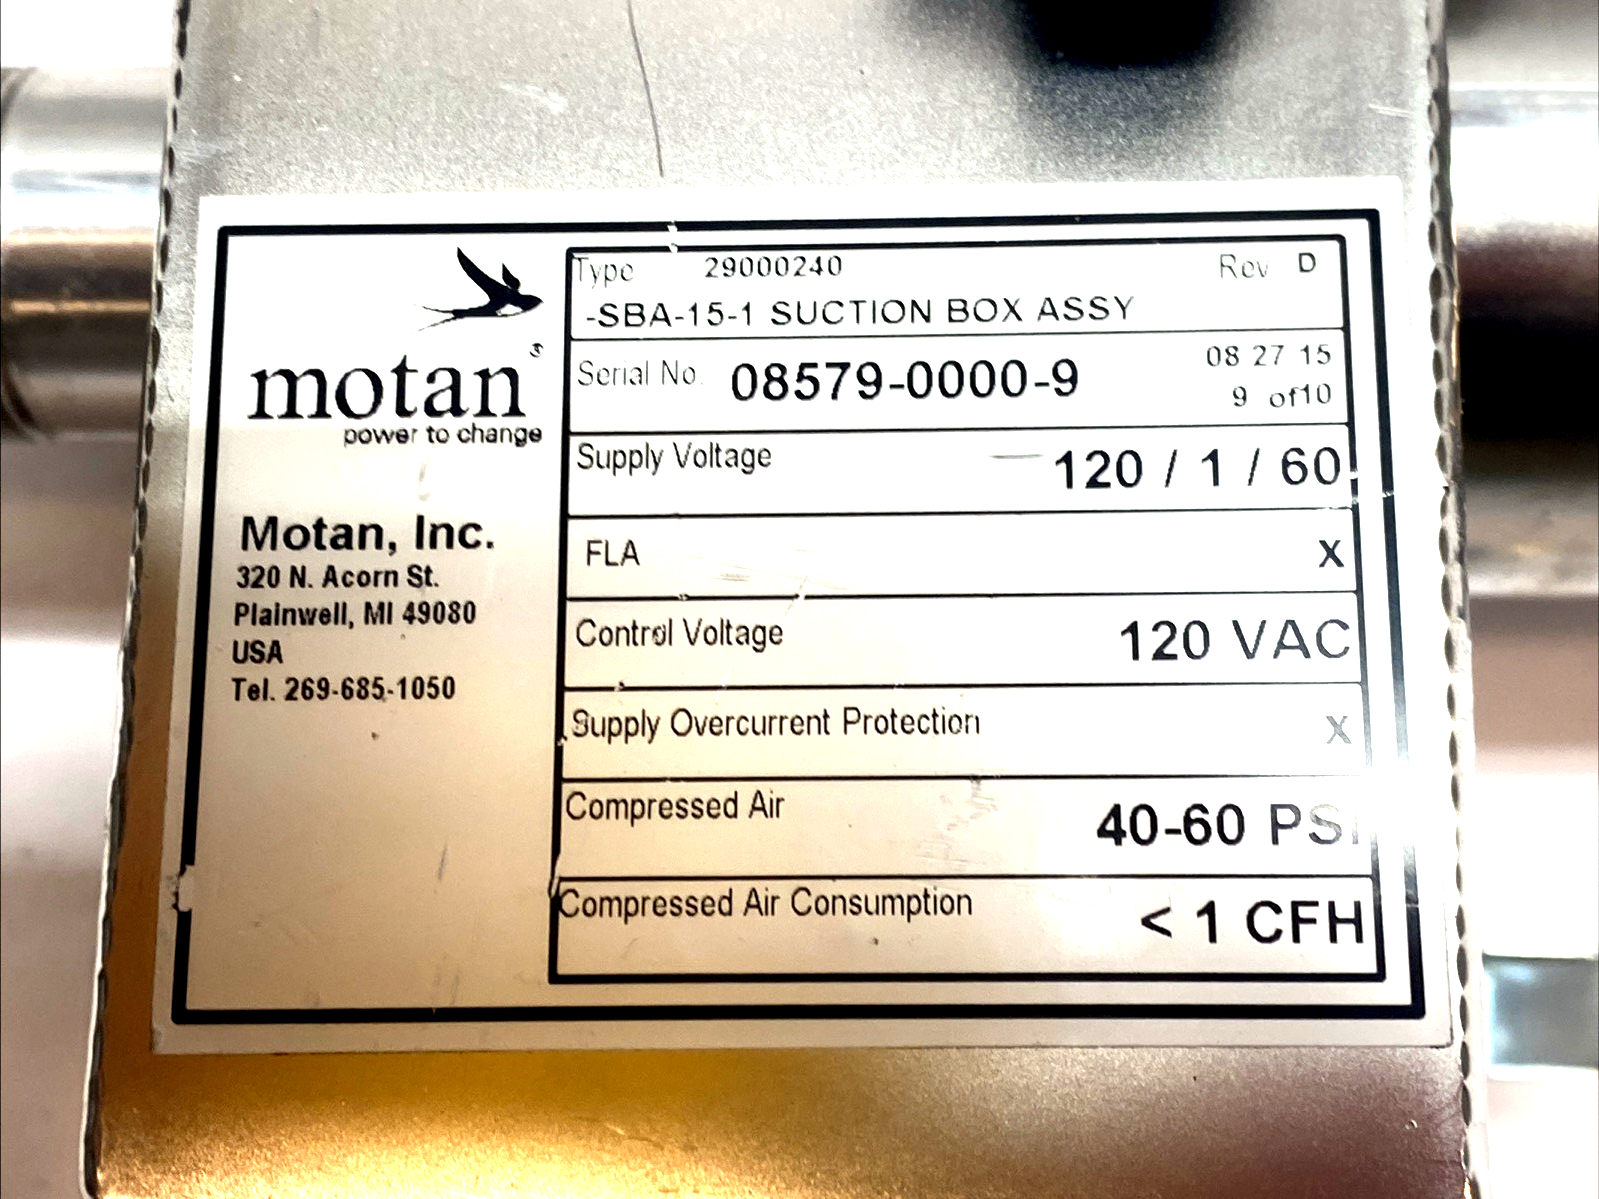 motan®
power to change
Motan, Inc.
320 N. Acorn St.
Plainwell, MI 49080
USA
Tel. 269-685-1050
Type 29000240 Rev D
-SBA-15-1 SUCTION BOX ASSY
Serial No. 08579-0000-9 08 27 15
9 of10
Supply Voltage 120 / 1 / 60
FLA X
Control Voltage 120 VAC
Supply Overcurrent Protection X
Compressed Air 40-60 PSI
Compressed Air Consumption < 1 CFH